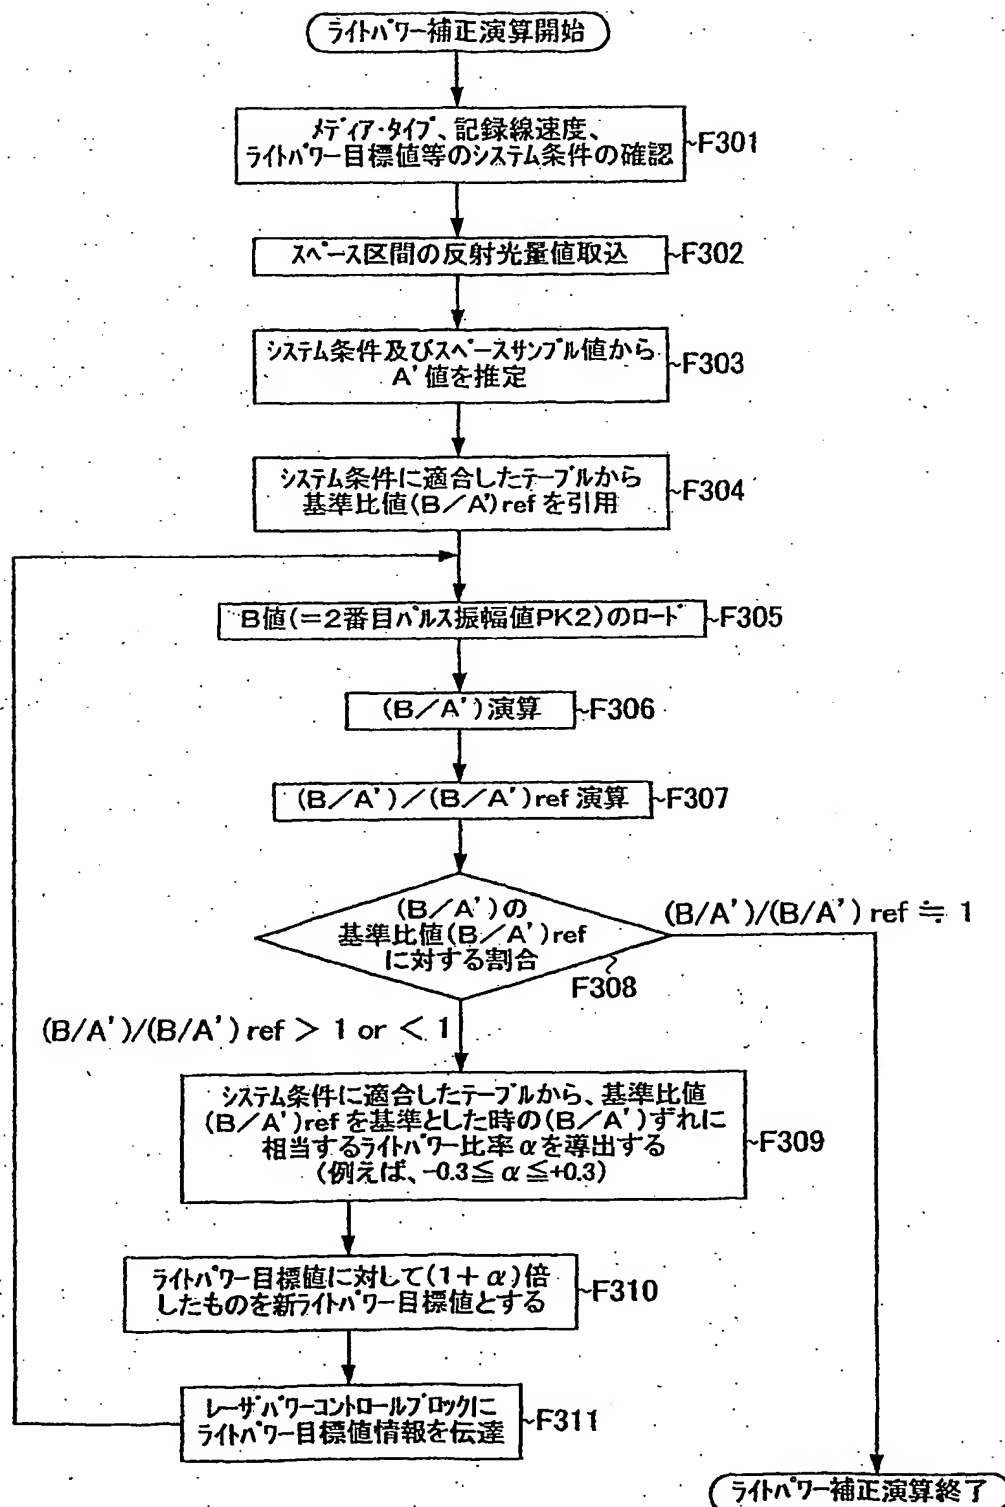 ライトパワー補正演算開始
メディア・タイプ、記録線速度、
ライトパワー目標値等のシステム条件の確認
~F301
スペース区間の反射光量値取込
~F302
システム条件及びスペースサンプル値から
A'値を推定
~F303
システム条件に適合したテーブルから
基準比値(B/A')refを引用
~F304
B値(=2番目パルス振幅値PK2)のロード
~F305
(B/A')演算
~F306
(B/A')/(B/A')ref 演算
~F307
(B/A')の
基準比値(B/A')ref
に対する割合
F308
(B/A')/(B/A')ref ≒ 1
(B/A')/(B/A')ref > 1 or < 1
システム条件に適合したテーブルから、基準比値
(B/A')refを基準とした時の(B/A')ずれに
相当するライトパワー比率αを導出する
(例えば、-0.3≦α≦+0.3)
~F309
ライトパワー目標値に対して(1+α)倍
したものを新ライトパワー目標値とする
~F310
レーザパワーコントロールブロックに
ライトパワー目標値情報を伝達
~F311
ライトパワー補正演算終了